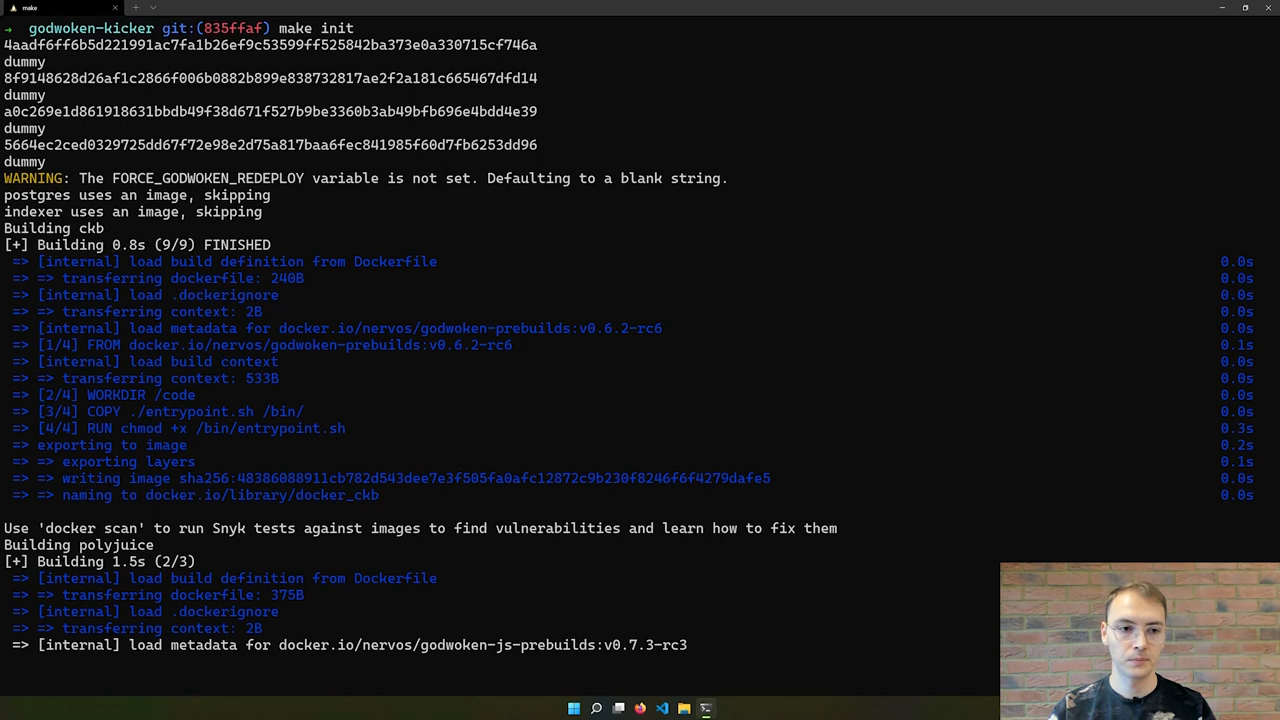 make
→ godwoken-kicker git:(835ffaf) make init
4aadf6ff6b5d221991ac7fa1b26ef9c53599ff525842ba373e0a330715cf746a
dummy
8f9148628d26af1c2866f006b0882b899e838732817ae2f2a181c665467dfd14
dummy
a0c269e1d861918631bbdb49f38d671f527b9be3360b3ab49bfb696e4bdd4e39
dummy
5664ec2ced0329725dd67f72e98e2d75a817baa6fec841985f60d7fb6253dd96
dummy
WARNING: The FORCE_GODWOKEN_REDEPLOY variable is not set. Defaulting to a blank string.
postgres uses an image, skipping
indexer uses an image, skipping
Building ckb
[+] Building 0.8s (9/9) FINISHED
=> [internal] load build definition from Dockerfile 0.0s
=> => transferring dockerfile: 240B 0.0s
=> [internal] load .dockerignore 0.0s
=> => transferring context: 2B 0.0s
=> [internal] load metadata for docker.io/nervos/godwoken-prebuilds:v0.6.2-rc6 0.0s
=> [1/4] FROM docker.io/nervos/godwoken-prebuilds:v0.6.2-rc6 0.1s
=> [internal] load build context 0.0s
=> => transferring context: 533B 0.0s
=> [2/4] WORKDIR /code 0.0s
=> [3/4] COPY ./entrypoint.sh /bin/ 0.0s
=> [4/4] RUN chmod +x /bin/entrypoint.sh 0.3s
=> exporting to image 0.2s
=> => exporting layers 0.1s
=> => writing image sha256:48386088911cb782d543dee7e3f505fa0afc12872c9b230f8246f6f4279dafe5 0.0s
=> => naming to docker.io/library/docker_ckb 0.0s
Use 'docker scan' to run Snyk tests against images to find vulnerabilities and learn how to fix them
Building polyjuice
[+] Building 1.5s (2/3)
=> [internal] load build definition from Dockerfile
=> => transferring dockerfile: 375B
=> [internal] load .dockerignore
=> => transferring context: 2B
=> [internal] load metadata for docker.io/nervos/godwoken-js-prebuilds:v0.7.3-rc3